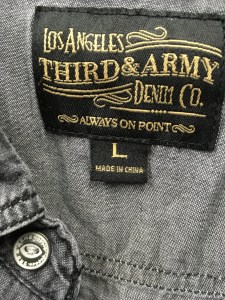 LOS ANGELES
THIRD & ARMY
DENIM CO.
ALWAYS ON POINT
L
MADE IN CHINA